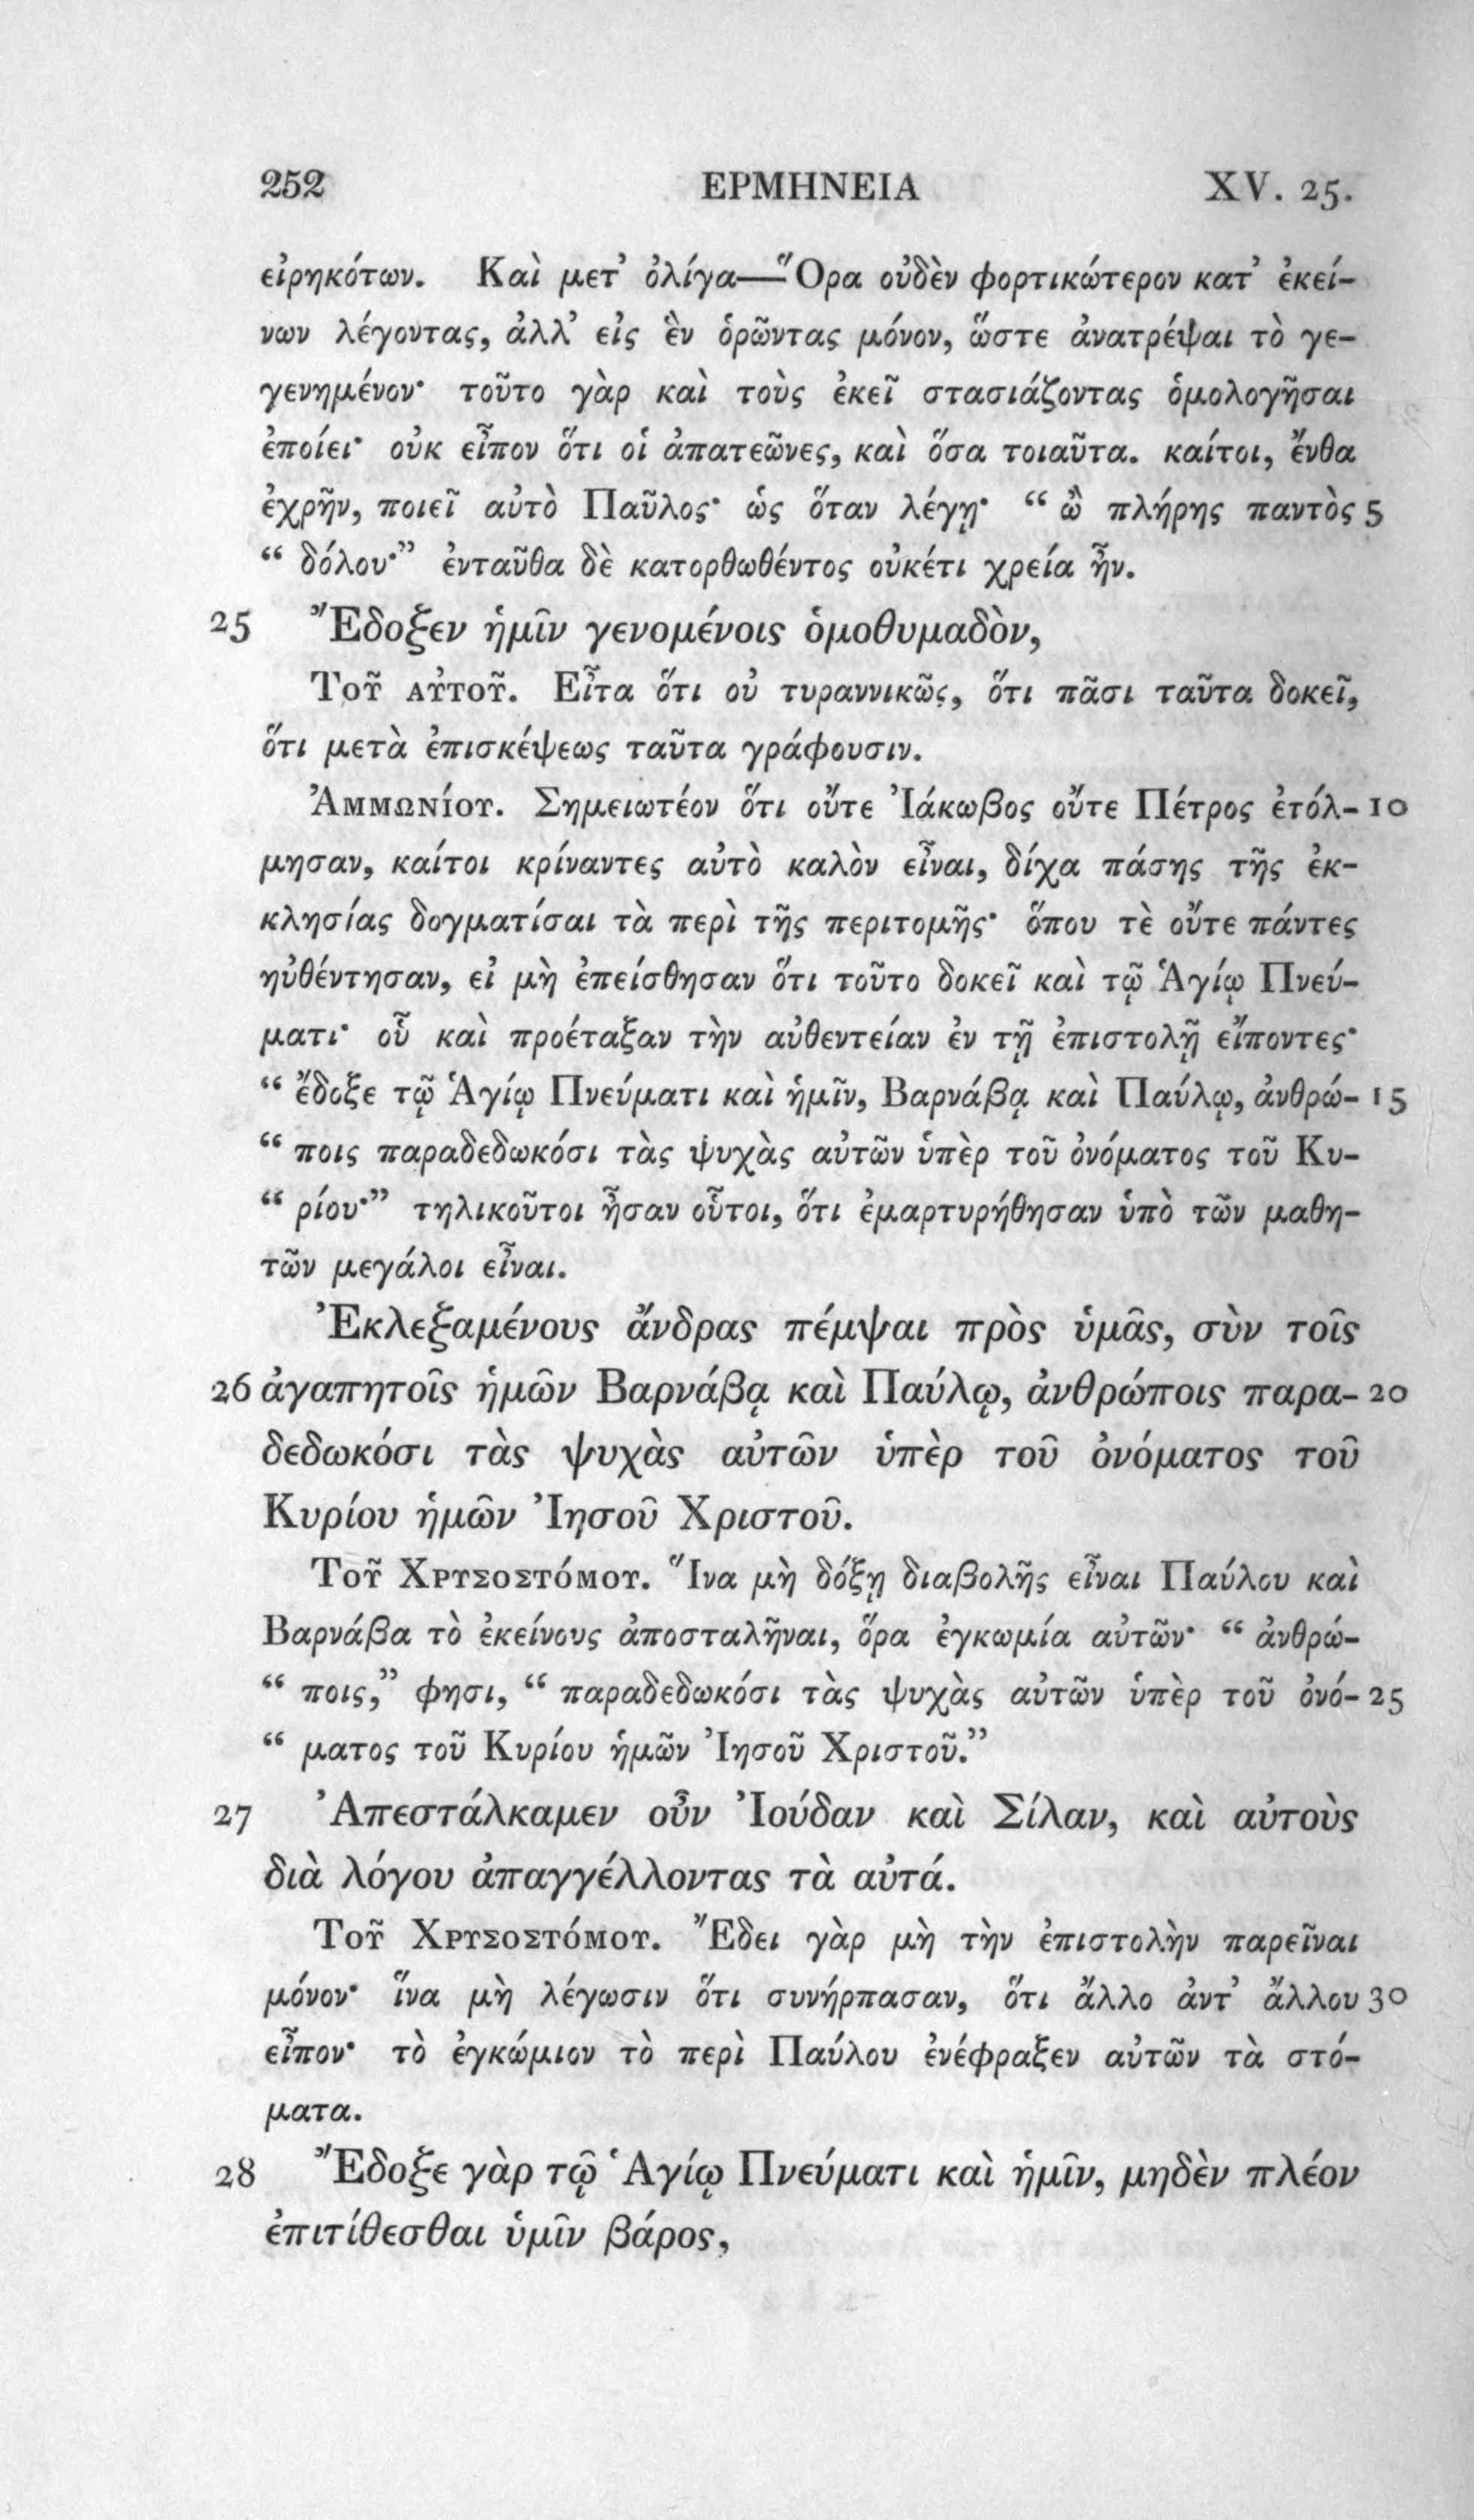 252 ΕΡΜΗΝΕΙΑ XV. 25.
εἰρηκότων. Καὶ μετ᾽ ὀλίγα—Ὅρα οὐδὲν φορτικώτερον κατ᾽ ἐκεί-
νων λέγοντας, ἀλλ᾽ εἰς ἓν ὁρῶντας μόνον, ὥστε ἀνατρέψαι τὸ γε-
γενημένον· τοῦτο γὰρ καὶ τοὺς ἐκεῖ στασιάζοντας ὁμολογῆσαι
ἐποίει· οὐκ εἶπον ὅτι οἱ ἀπατεῶνες, καὶ ὅσα τοιαῦτα. καίτοι, ἔνθα
ἐχρῆν, ποιεῖ αὐτὸ Παῦλος· ὡς ὅταν λέγῃ· “ ὦ πλήρης παντὸς 5
“ δόλου·” ἐνταῦθα δὲ κατορθωθέντος οὐκέτι χρεία ἦν.
25 Ἔδοξεν ἡμῖν γενομένοις ὁμοθυμαδὸν,
Τοῦ αὐτοῦ. Εἶτα ὅτι οὐ τυραννικῶς, ὅτι πᾶσι ταῦτα δοκεῖ,
ὅτι μετὰ ἐπισκέψεως ταῦτα γράφουσιν.
Ἀμμωνίου. Σημειωτέον ὅτι οὔτε Ἰάκωβος οὔτε Πέτρος ἐτόλ- 10
μησαν, καίτοι κρίναντες αὐτὸ καλὸν εἶναι, δίχα πάσης τῆς ἐκ-
κλησίας δογματίσαι τὰ περὶ τῆς περιτομῆς· ὅπου τὲ οὔτε πάντες
ηὐθέντησαν, εἰ μὴ ἐπείσθησαν ὅτι τοῦτο δοκεῖ καὶ τῷ Ἁγίῳ Πνεύ-
ματι· οὗ καὶ προέταξαν τὴν αὐθεντείαν ἐν τῇ ἐπιστολῇ εἴποντες·
“ ἔδοξε τῷ Ἁγίῳ Πνεύματι καὶ ἡμῖν, Βαρνάβᾳ καὶ Παύλῳ, ἀνθρώ- 15
“ ποις παραδεδωκόσι τὰς ψυχὰς αὐτῶν ὑπὲρ τοῦ ὀνόματος τοῦ Κυ-
“ ρίου·” τηλικοῦτοι ἦσαν οὗτοι, ὅτι ἐμαρτυρήθησαν ὑπὸ τῶν μαθη-
τῶν μεγάλοι εἶναι.
Ἐκλεξαμένους ἄνδρας πέμψαι πρὸς ὑμᾶς, σὺν τοῖς
26 ἀγαπητοῖς ἡμῶν Βαρνάβᾳ καὶ Παύλῳ, ἀνθρώποις παρα- 20
δεδωκόσι τὰς ψυχὰς αὐτῶν ὑπὲρ τοῦ ὀνόματος τοῦ
Κυρίου ἡμῶν Ἰησοῦ Χριστοῦ.
Τοῦ Χρυσοστόμου. Ἵνα μὴ δόξῃ διαβολῆς εἶναι Παύλου καὶ
Βαρνάβα τὸ ἐκείνους ἀποσταλῆναι, ὅρα ἐγκωμία αὐτῶν· “ ἀνθρώ-
“ ποις,” φησι, “ παραδεδωκόσι τὰς ψυχὰς αὐτῶν ὑπὲρ τοῦ ὀνό- 25
“ ματος τοῦ Κυρίου ἡμῶν Ἰησοῦ Χριστοῦ.”
27 Ἀπεστάλκαμεν οὖν Ἰούδαν καὶ Σίλαν, καὶ αὐτοὺς
διὰ λόγου ἀπαγγέλλοντας τὰ αὐτά.
Τοῦ Χρυσοστόμου. Ἔδει γὰρ μὴ τὴν ἐπιστολὴν παρεῖναι
μόνον· ἵνα μὴ λέγωσιν ὅτι συνήρπασαν, ὅτι ἄλλο ἀντ᾽ ἄλλου 30
εἶπον· τὸ ἐγκώμιον τὸ περὶ Παύλου ἐνέφραξεν αὐτῶν τὰ στό-
ματα.
28 Ἔδοξε γὰρ τῷ Ἁγίῳ Πνεύματι καὶ ἡμῖν, μηδὲν πλέον
ἐπιτίθεσθαι ὑμῖν βάρος,